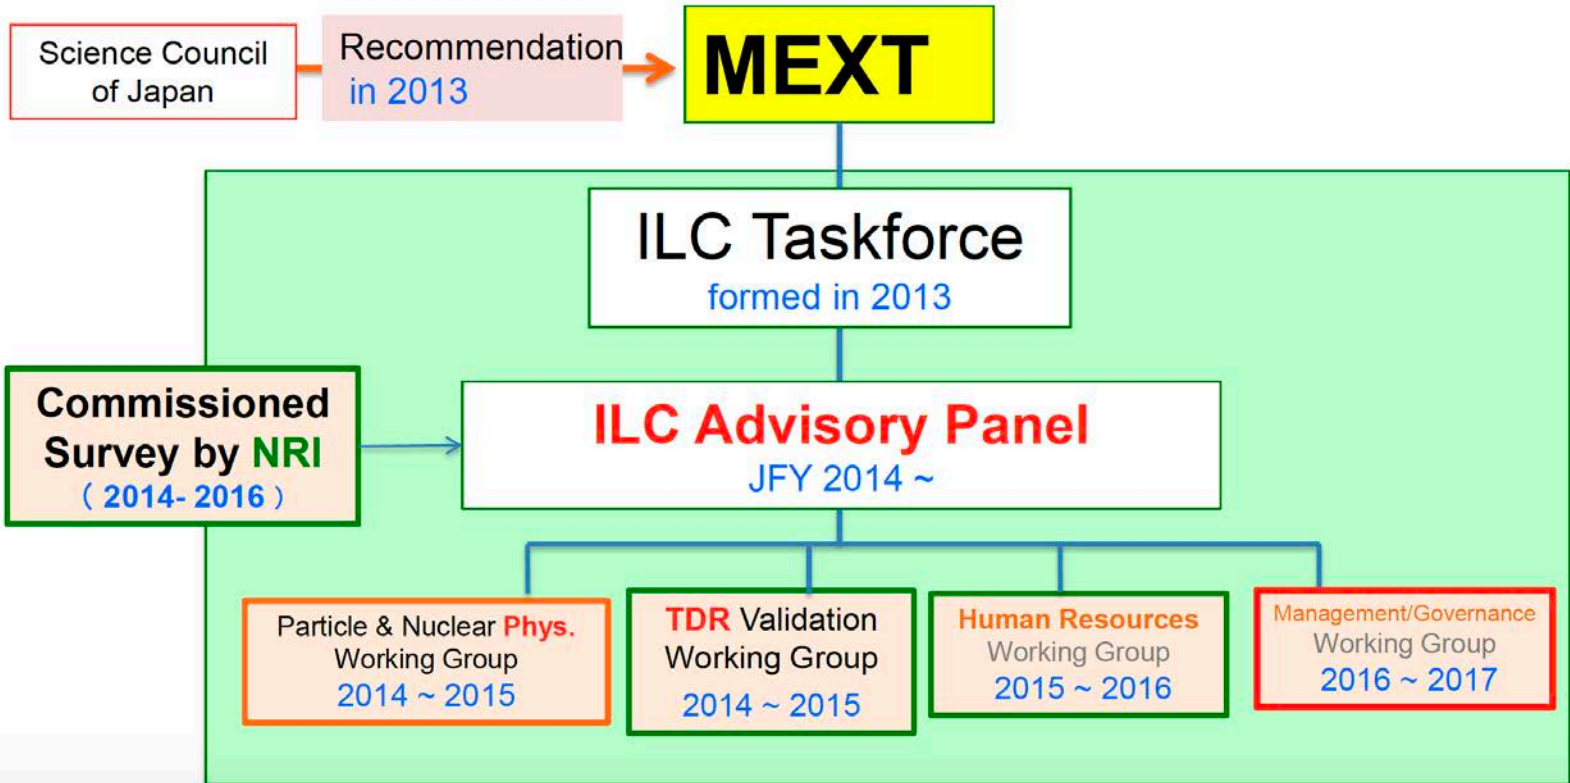 Science Council
of Japan
Recommendation
in 2013
MEXT
ILC Taskforce
formed in 2013
Commissioned
Survey by NRI
( 2014- 2016 )
ILC Advisory Panel
JFY 2014 ~
Particle & Nuclear Phys.
Working Group
2014 ~ 2015
TDR Validation
Working Group
2014 ~ 2015
Human Resources
Working Group
2015 ~ 2016
Management/Governance
Working Group
2016 ~ 2017